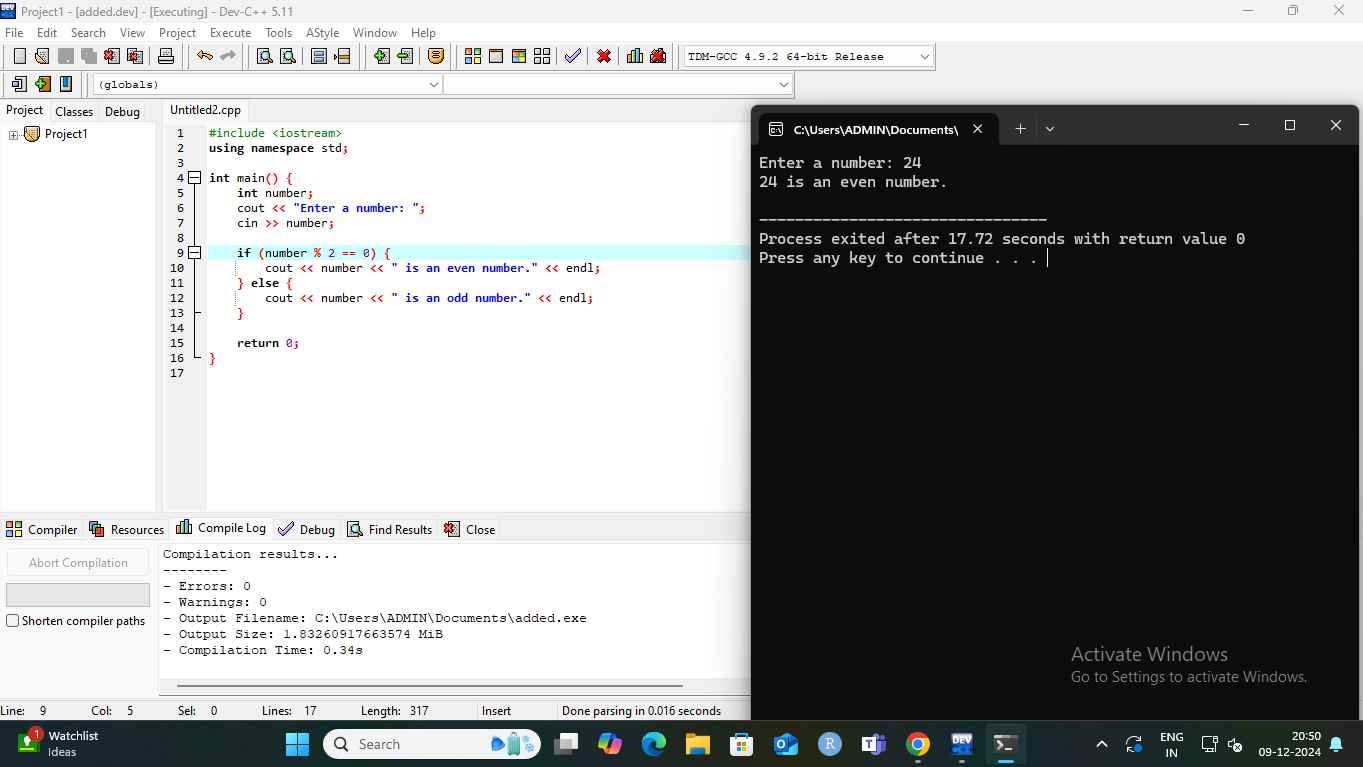 Project1 - [added.dev] - [Executing] - Dev-C++ 5.11
File Edit Search View Project Execute Tools AStyle Window Help
TDM-GCC 4.9.2 64-bit Release
(globals)
Project Classes Debug
Project1
Untitled2.cpp
1 #include <iostream>
2 using namespace std;
3
4 int main() {
5 int number;
6 cout << "Enter a number: ";
7 cin >> number;
8
9 if (number % 2 == 0) {
10 cout << number << " is an even number." << endl;
11 } else {
12 cout << number << " is an odd number." << endl;
13 }
14
15 return 0;
16 }
17
C:\Users\ADMIN\Documents\
Enter a number: 24
24 is an even number.
--------------------------------
Process exited after 17.72 seconds with return value 0
Press any key to continue . . .
Activate Windows
Go to Settings to activate Windows.
Compiler Resources Compile Log Debug Find Results Close
Abort Compilation
Shorten compiler paths
Compilation results...
--------
- Errors: 0
- Warnings: 0
- Output Filename: C:\Users\ADMIN\Documents\added.exe
- Output Size: 1.83260917663574 MiB
- Compilation Time: 0.34s
Line: 9 Col: 5 Sel: 0 Lines: 17 Length: 317 Insert Done parsing in 0.016 seconds
1
Watchlist
Ideas
Search
DEV
ENG
IN
20:50
09-12-2024